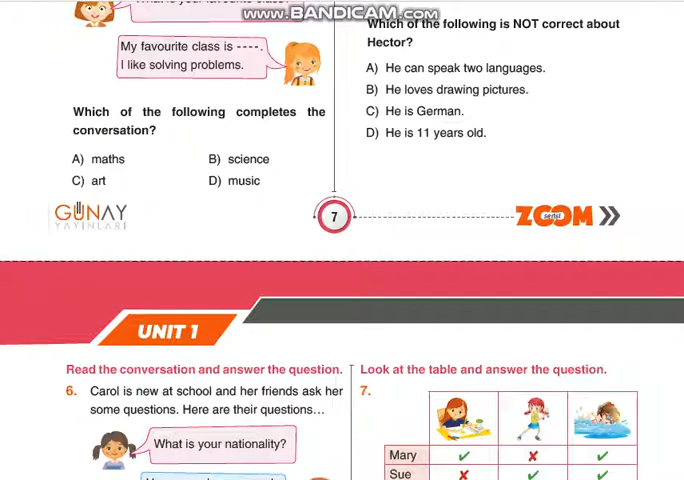 www.BANDICAM.com
My favourite class is ----.
I like solving problems.
Which of the following completes the
conversation?
A) maths
B) science
C) art
D) music
Which of the following is NOT correct about
Hector?
A) He can speak two languages.
B) He loves drawing pictures.
C) He is German.
D) He is 11 years old.
GÜNAY
YAYINLARI
7
ZOOM
serisi
UNIT 1
Read the conversation and answer the question.
6. Carol is new at school and her friends ask her
some questions. Here are their questions…
What is your nationality?
Look at the table and answer the question.
7.
Mary ✓ ✗ ✓
Sue ✗ ✓ ✓